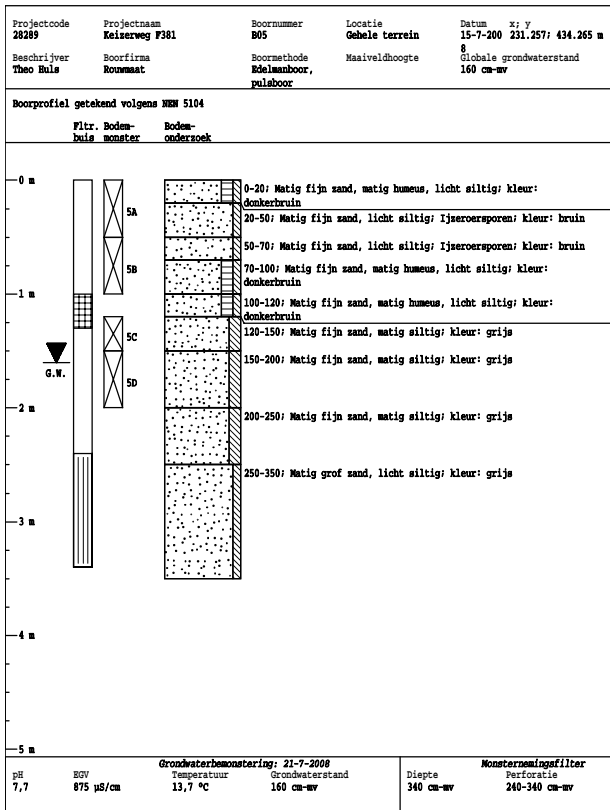 Projectcode Projectnaam Boornummer Locatie Datum x; y
28289 Keizerweg F381 B05 Gehele terrein 15-7-200 231.257; 434.265 m
8
Beschrijver Boorfirma Boormethode Maaiveldhoogte Globale grondwaterstand
Theo Huls Rouwmaat Edelmanboor, 160 cm-mv
pulsboor
Boorprofiel getekend volgens NEN 5104
Fltr. Bodem- Bodem-
buis monster onderzoek
0 m
0-20; Matig fijn zand, matig humeus, licht siltig; kleur:
donkerbruin
5A
20-50; Matig fijn zand, licht siltig; Ijzeroersporen; kleur: bruin
50-70; Matig fijn zand, licht siltig; Ijzeroersporen; kleur: bruin
5B
70-100; Matig fijn zand, matig humeus, licht siltig; kleur:
donkerbruin
1 m
100-120; Matig fijn zand, matig humeus, licht siltig; kleur:
donkerbruin
5C
120-150; Matig fijn zand, matig siltig; kleur: grijs
150-200; Matig fijn zand, matig siltig; kleur: grijs
G.W.
5D
2 m
200-250; Matig fijn zand, matig siltig; kleur: grijs
250-350; Matig grof zand, licht siltig; kleur: grijs
3 m
4 m
5 m
Grondwaterbemonstering: 21-7-2008 Monsternemingsfilter
pH EGV Temperatuur Grondwaterstand Diepte Perforatie
7,7 875 µS/cm 13,7 ºC 160 cm-mv 340 cm-mv 240-340 cm-mv